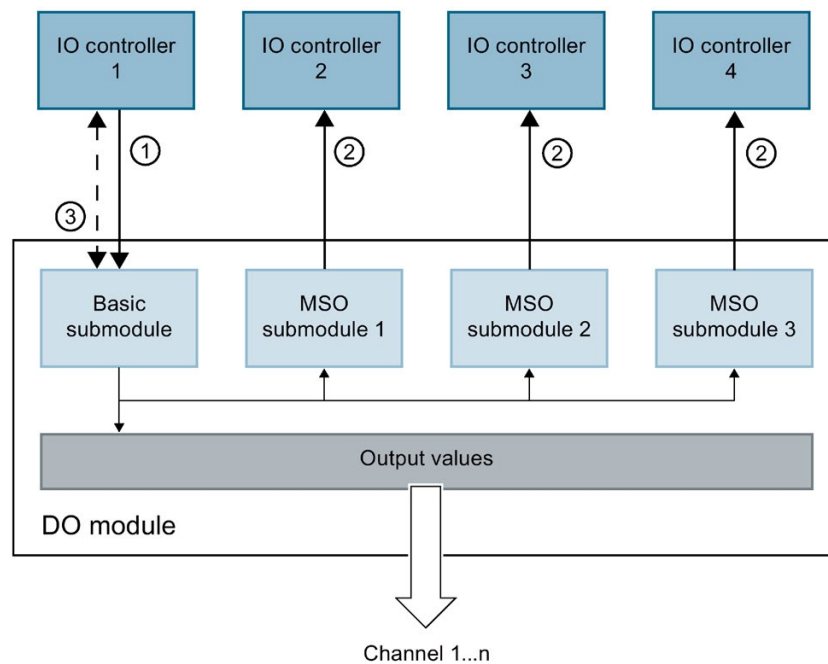 IO controller
1
IO controller
2
IO controller
3
IO controller
4
①
②
②
②
③
Basic
submodule
MSO
submodule 1
MSO
submodule 2
MSO
submodule 3
Output values
DO module
Channel 1...n